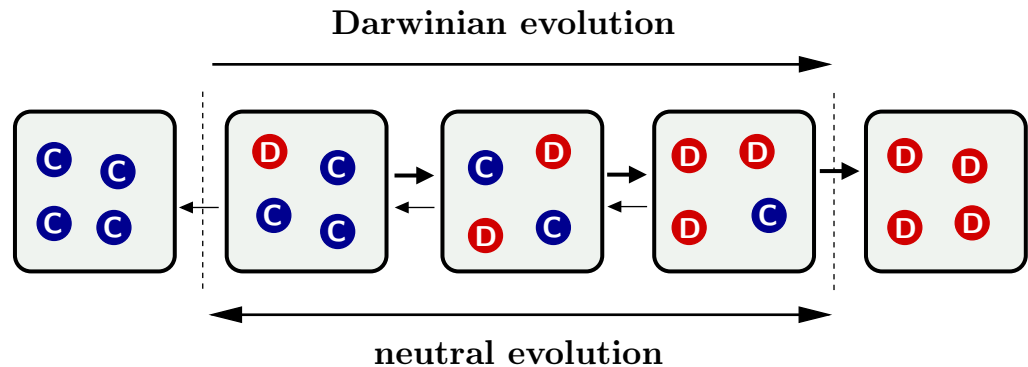 Darwinian evolution
C C C C
D C C C
C D D C
D D D C
D D D D
neutral evolution